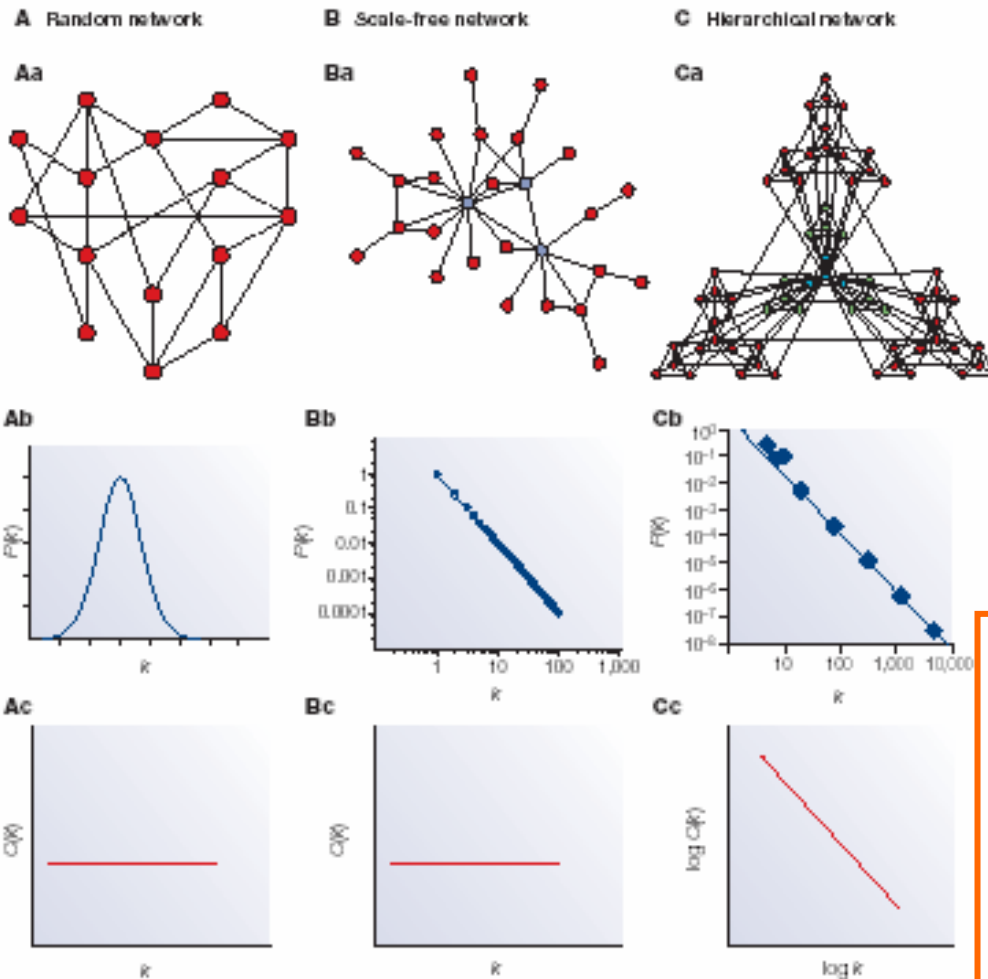 A Random network
B Scale-free network
C Hierarchical network
Aa
Ba
Ca
Ab
P(k)
k
Bb
1
0.1
0.01
0.001
0.0001
P(k)
1 10 100 1,000
k
Cb
10⁰
10⁻¹
10⁻²
10⁻³
10⁻⁴
10⁻⁵
10⁻⁶
10⁻⁷
10⁻⁸
P(k)
10 100 1,000 10,000
k
Ac
C(k)
k
Bc
C(k)
k
Cc
log C(k)
log k